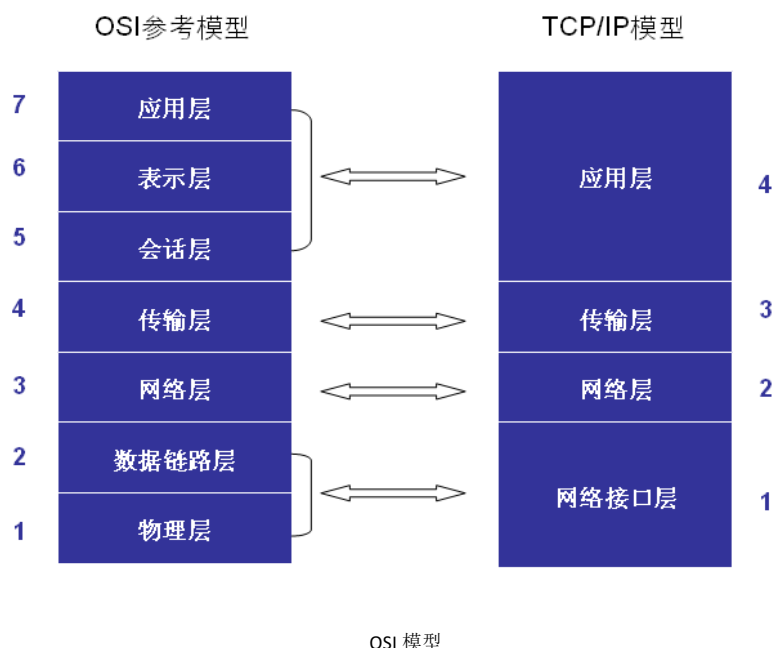 OSI参考模型
TCP/IP模型
7
应用层
6
表示层
5
会话层
4
传输层
3
网络层
2
数据链路层
1
物理层
应用层
4
传输层
3
网络层
2
网络接口层
1
OSI 模型